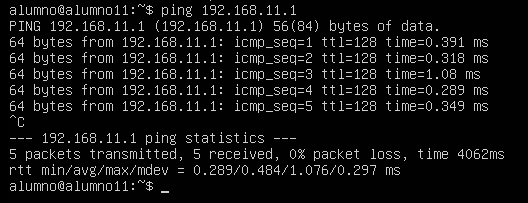 alumno@alumno11:~$ ping 192.168.11.1
PING 192.168.11.1 (192.168.11.1) 56(84) bytes of data.
64 bytes from 192.168.11.1: icmp_seq=1 ttl=128 time=0.391 ms
64 bytes from 192.168.11.1: icmp_seq=2 ttl=128 time=0.318 ms
64 bytes from 192.168.11.1: icmp_seq=3 ttl=128 time=1.08 ms
64 bytes from 192.168.11.1: icmp_seq=4 ttl=128 time=0.289 ms
64 bytes from 192.168.11.1: icmp_seq=5 ttl=128 time=0.349 ms
^C
--- 192.168.11.1 ping statistics ---
5 packets transmitted, 5 received, 0% packet loss, time 4062ms
rtt min/avg/max/mdev = 0.289/0.484/1.076/0.297 ms
alumno@alumno11:~$ _